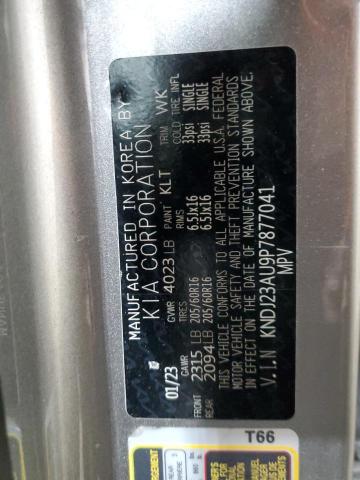 MANUFACTURED IN KOREA BY
KIA CORPORATION
GVWR 4023 LB PAINT KLT TRIM WK
TIRES RIMS COLD TIRE INFL
01/23 GAWR
FRONT 2315 LB 205/60R16 6.5Jx16 33psi SINGLE
REAR 2094 LB 205/60R16 6.5Jx16 33psi SINGLE
THIS VEHICLE CONFORMS TO ALL APPLICABLE U.S.A. FEDERAL
MOTOR VEHICLE SAFETY AND THEFT PREVENTION STANDARDS
IN EFFECT ON THE DATE OF MANUFACTURE SHOWN ABOVE.
V.I.N KNDJ23AU9P7877041
MPV
T66